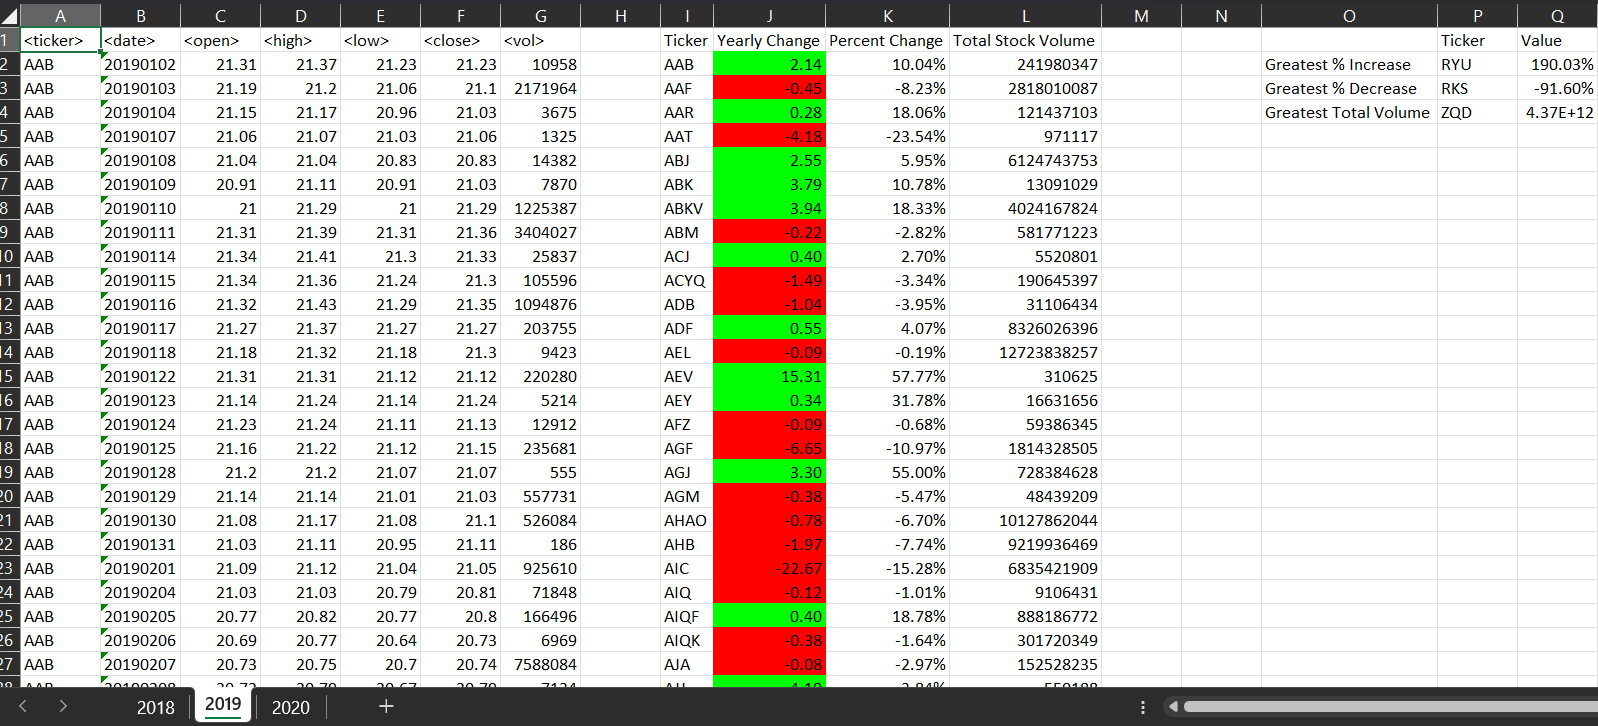 A B C D E F G H I J K L M N O P Q
1 <ticker> <date> <open> <high> <low> <close> <vol> Ticker Yearly Change Percent Change Total Stock Volume Ticker Value
2 AAB 20190102 21.31 21.37 21.23 21.23 10958 AAB 2.14 10.04% 241980347 Greatest % Increase RYU 190.03%
3 AAB 20190103 21.19 21.2 21.06 21.1 2171964 AAF -0.45 -8.23% 2818010087 Greatest % Decrease RKS -91.60%
4 AAB 20190104 21.15 21.17 20.96 21.03 3675 AAR 0.28 18.06% 121437103 Greatest Total Volume ZQD 4.37E+12
5 AAB 20190107 21.06 21.07 21.03 21.06 1325 AAT -4.18 -23.54% 971117
6 AAB 20190108 21.04 21.04 20.83 20.83 14382 ABJ 2.55 5.95% 6124743753
7 AAB 20190109 20.91 21.11 20.91 21.03 7870 ABK 3.79 10.78% 13091029
8 AAB 20190110 21 21.29 21 21.29 1225387 ABKV 3.94 18.33% 4024167824
9 AAB 20190111 21.31 21.39 21.31 21.36 3404027 ABM -0.22 -2.82% 581771223
10 AAB 20190114 21.34 21.41 21.3 21.33 25837 ACJ 0.40 2.70% 5520801
11 AAB 20190115 21.34 21.36 21.24 21.3 105596 ACYQ -1.49 -3.34% 190645397
12 AAB 20190116 21.32 21.43 21.29 21.35 1094876 ADB -1.04 -3.95% 31106434
13 AAB 20190117 21.27 21.37 21.27 21.27 203755 ADF 0.55 4.07% 8326026396
14 AAB 20190118 21.18 21.32 21.18 21.3 9423 AEL -0.09 -0.19% 12723838257
15 AAB 20190122 21.31 21.31 21.12 21.12 220280 AEV 15.31 57.77% 310625
16 AAB 20190123 21.14 21.24 21.14 21.24 5214 AEY 0.34 31.78% 16631656
17 AAB 20190124 21.23 21.24 21.11 21.13 12912 AFZ -0.09 -0.68% 59386345
18 AAB 20190125 21.16 21.22 21.12 21.15 235681 AGF -6.65 -10.97% 1814328505
19 AAB 20190128 21.2 21.2 21.07 21.07 555 AGJ 3.30 55.00% 728384628
20 AAB 20190129 21.14 21.14 21.01 21.03 557731 AGM -0.38 -5.47% 48439209
21 AAB 20190130 21.08 21.17 21.08 21.1 526084 AHAO -0.78 -6.70% 10127862044
22 AAB 20190131 21.03 21.11 20.95 21.11 186 AHB -1.97 -7.74% 9219936469
23 AAB 20190201 21.09 21.12 21.04 21.05 925610 AIC -22.67 -15.28% 6835421909
24 AAB 20190204 21.03 21.03 20.79 20.81 71848 AIQ -0.12 -1.01% 9106431
25 AAB 20190205 20.77 20.82 20.77 20.8 166496 AIQF 0.40 18.78% 888186772
26 AAB 20190206 20.69 20.77 20.64 20.73 6969 AIQK -0.38 -1.64% 301720349
27 AAB 20190207 20.73 20.75 20.7 20.74 7588084 AJA -0.08 -2.97% 152528235
2018 2019 2020